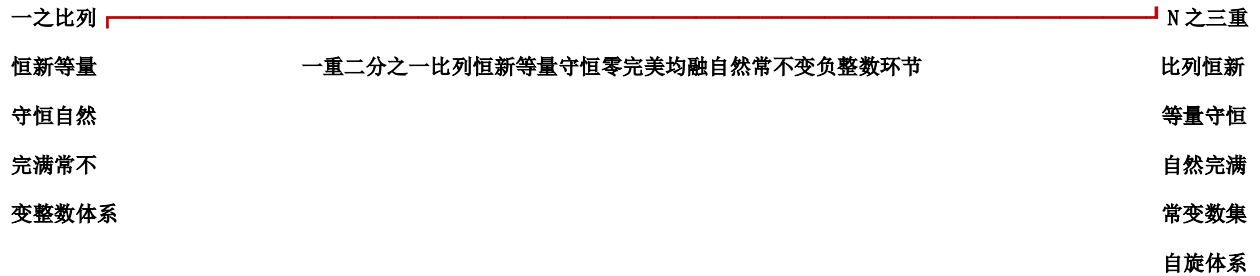 一之比列
恒新等量
守恒自然
完满常不
变整数体系
一重二分之一比列恒新等量守恒零完美均融自然常不变负整数环节
N之三重
比列恒新
等量守恒
自然完满
常变数集
自旋体系